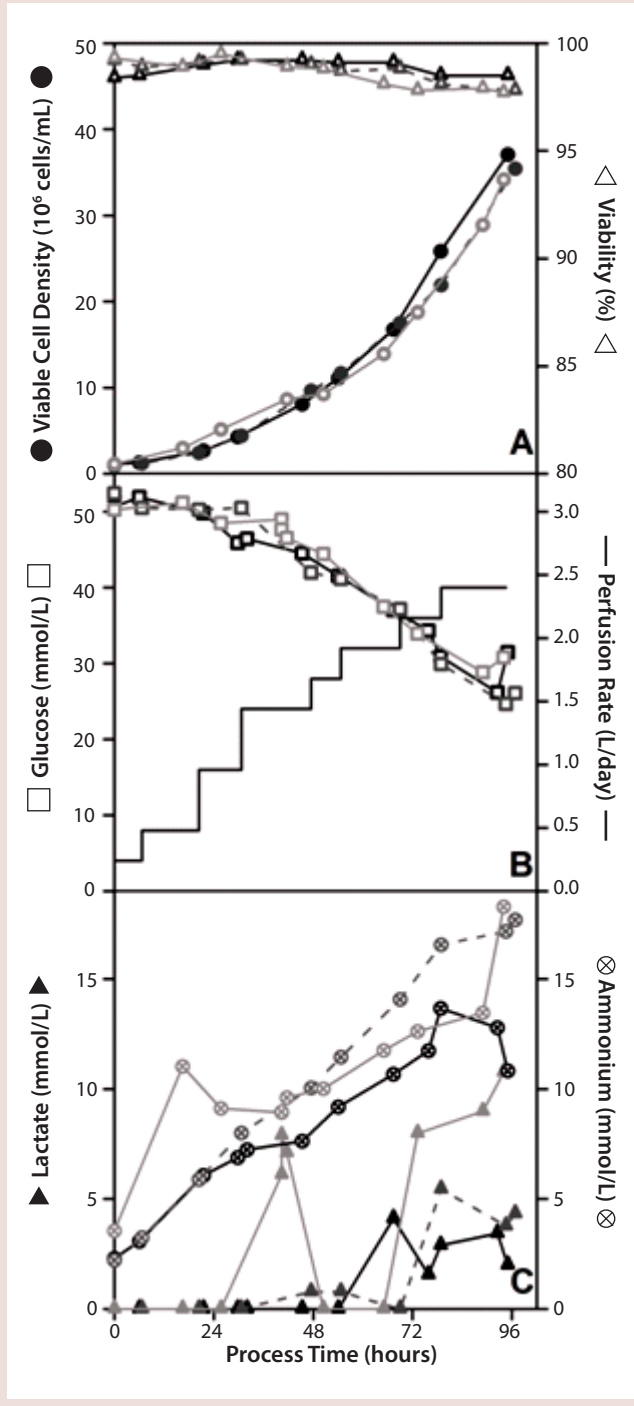 50
40
30
20
10
0
● Viable Cell Density (10⁶ cells/mL) ●
100
95
90
85
80
△ Viability (%) △
A
50
40
30
20
10
0
□ Glucose (mmol/L) □
3.0
2.5
2.0
1.5
1.0
0.5
0.0
— Perfusion Rate (L/day) —
B
15
10
5
0
▲ Lactate (mmol/L) ▲
15
10
5
0
⊗ Ammonium (mmol/L) ⊗
C
0 24 48 72 96
Process Time (hours)